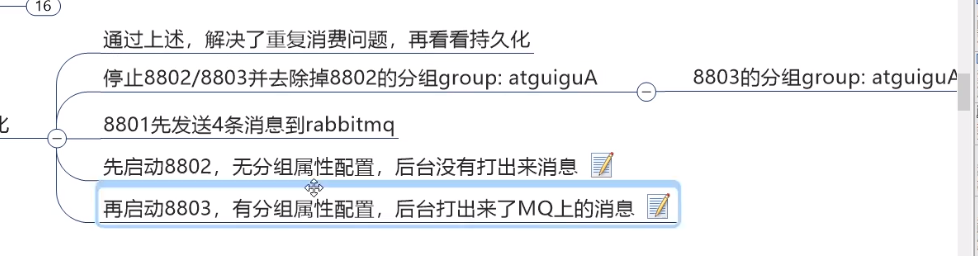 16
通过上述，解决了重复消费问题，再看看持久化
停止8802/8803并去除掉8802的分组group: atguiguA
8803的分组group: atguiguA
化
8801先发送4条消息到rabbitmq
先启动8802，无分组属性配置，后台没有打出来消息
再启动8803，有分组属性配置，后台打出来了MQ上的消息